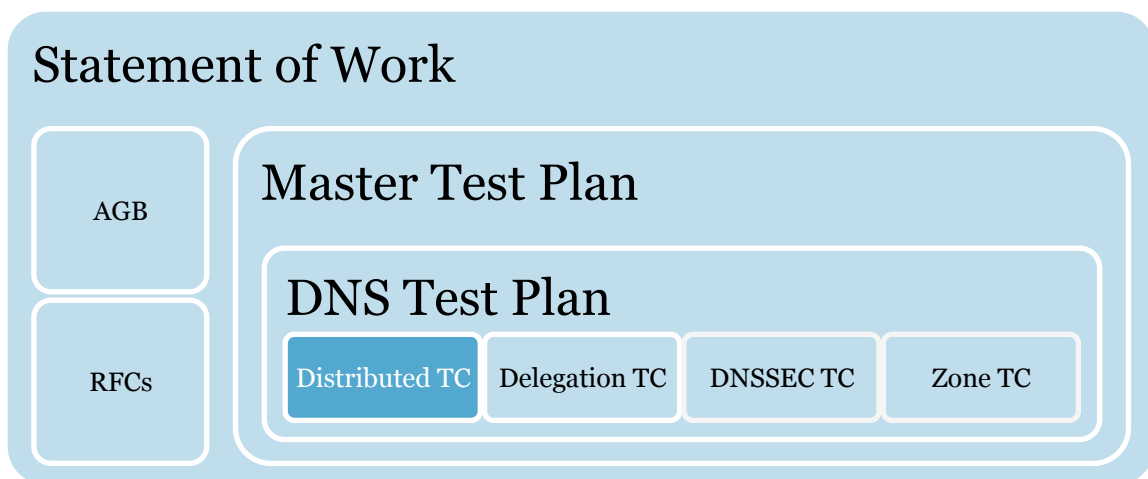 Statement of Work
AGB
RFCs
Master Test Plan
DNS Test Plan
Distributed TC
Delegation TC
DNSSEC TC
Zone TC